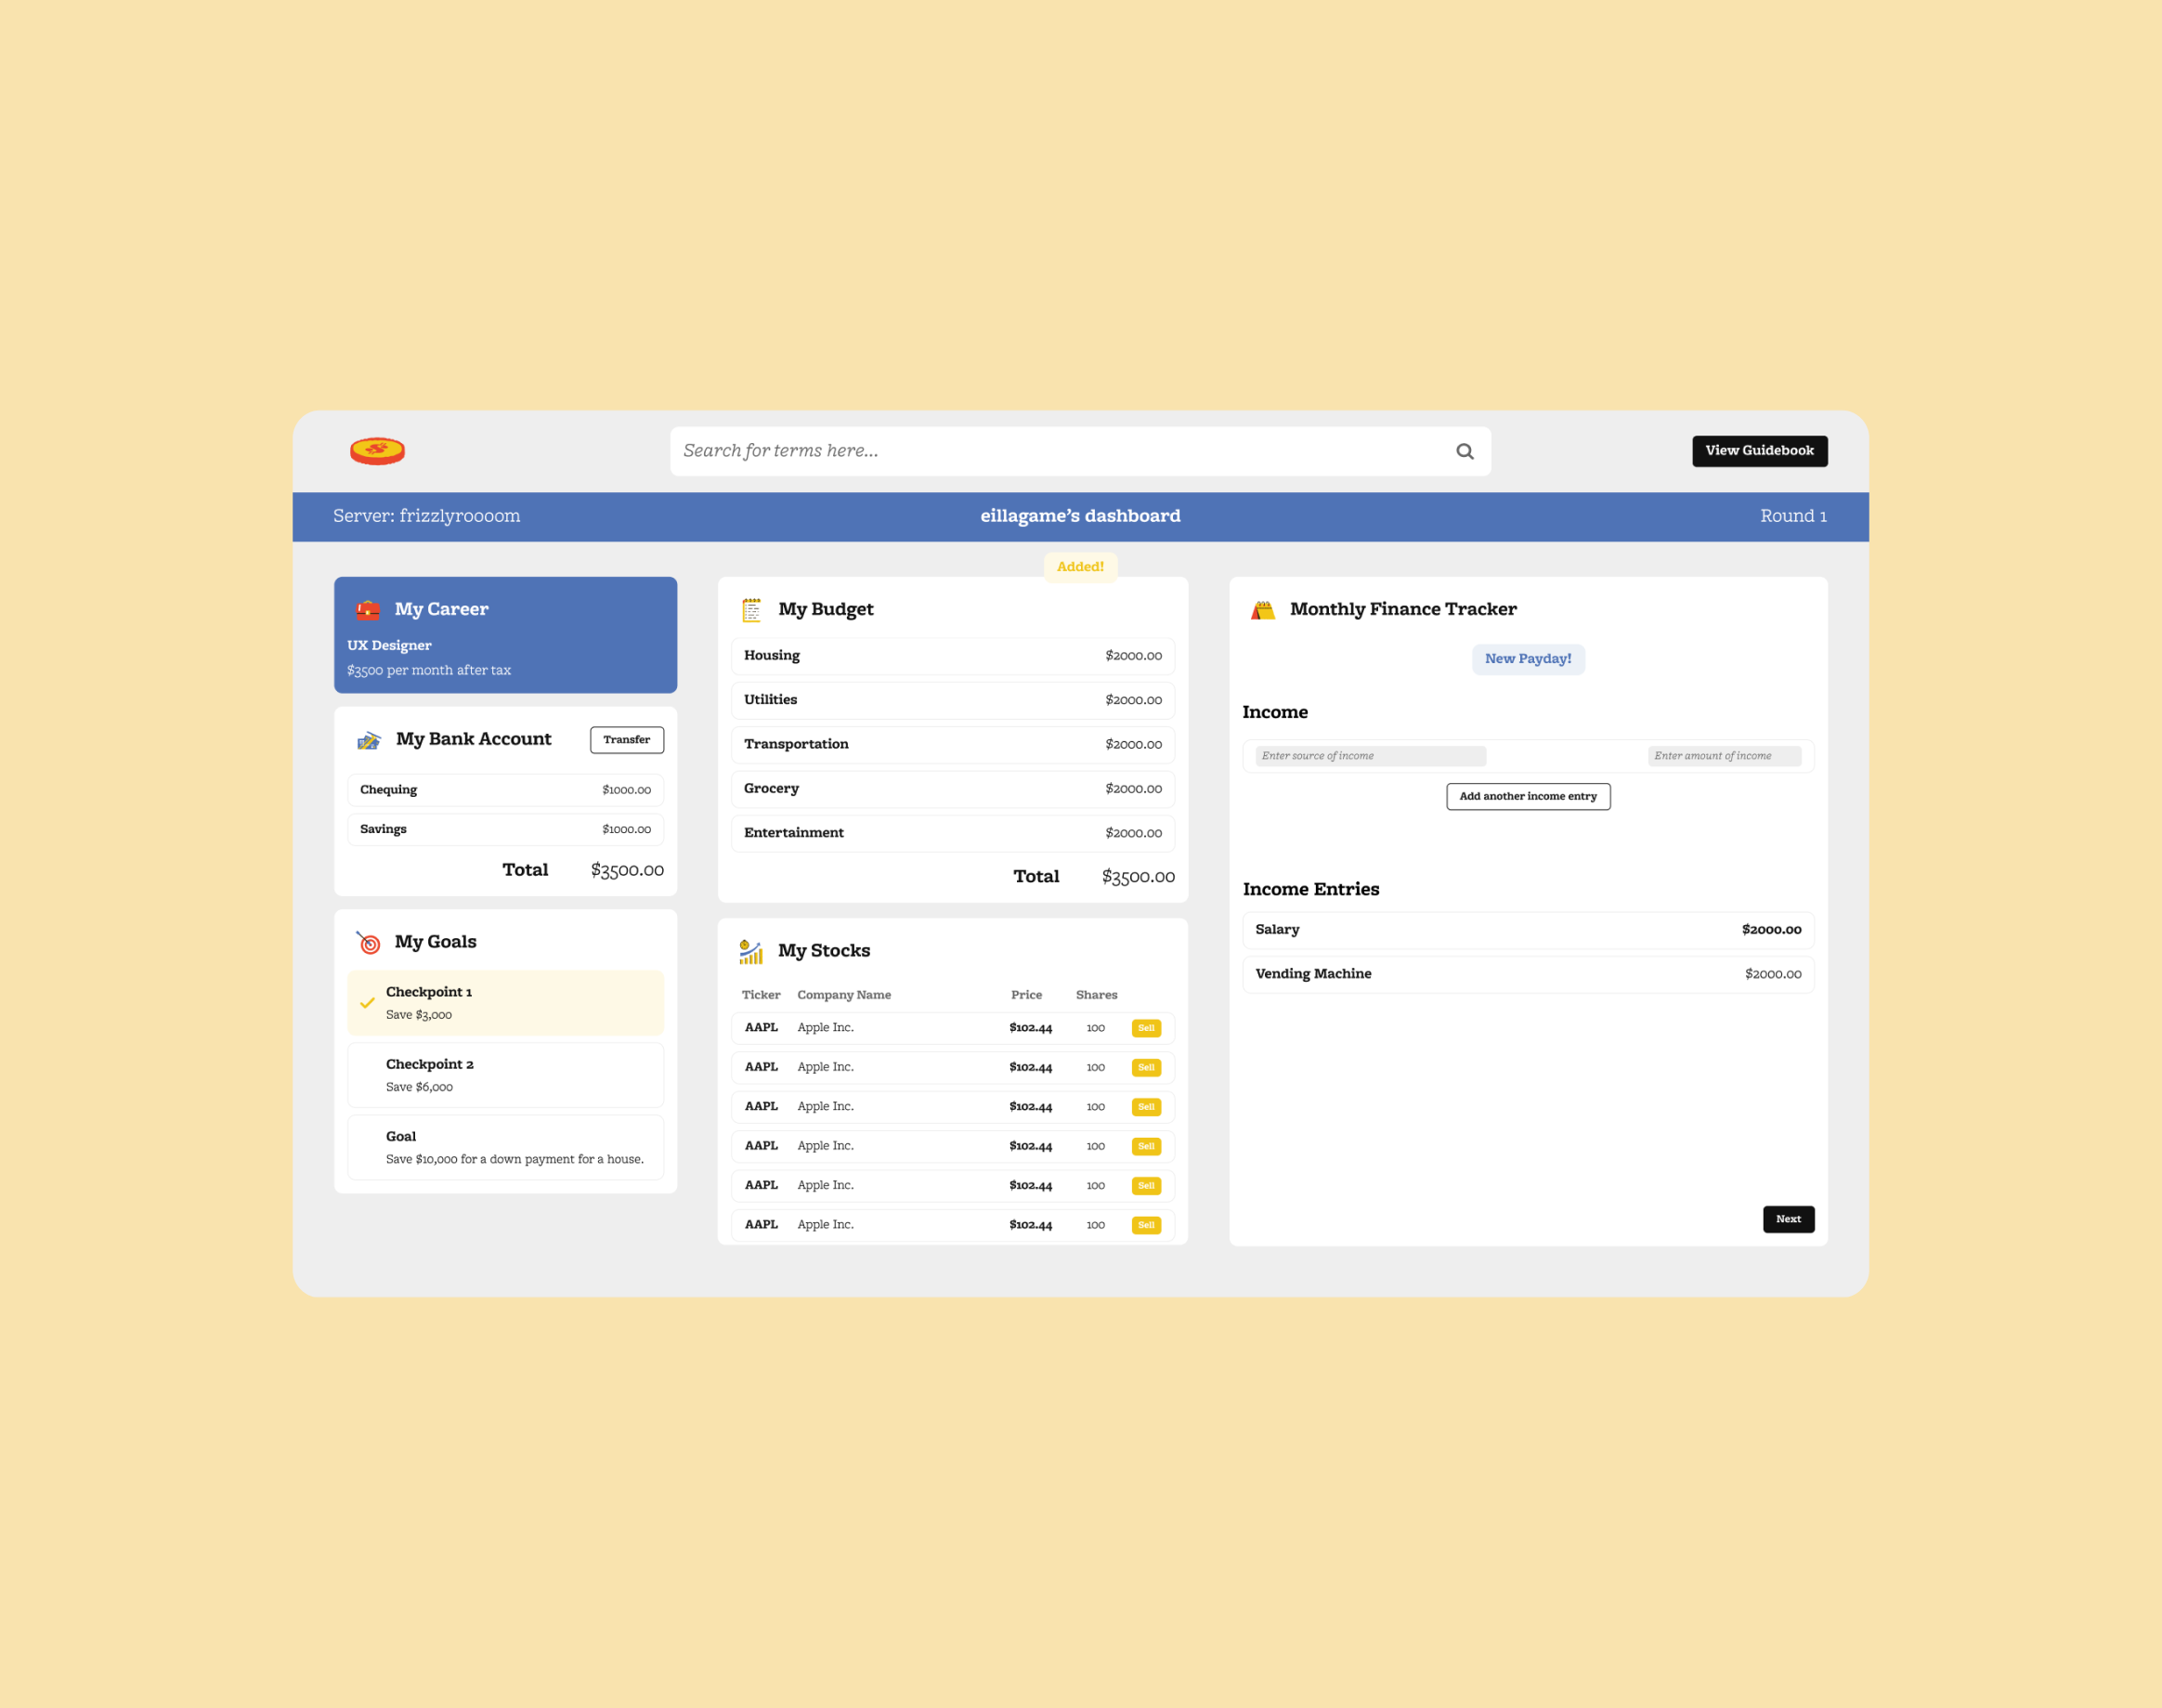 Search for terms here...
View Guidebook
Server: frizzlyroooom
eillagame’s dashboard
Round 1
Added!
My Career
UX Designer
$3500 per month after tax
My Bank Account
Transfer
Chequing $1000.00
Savings $1000.00
Total $3500.00
My Goals
Checkpoint 1
Save $3,000
Checkpoint 2
Save $6,000
Goal
Save $10,000 for a down payment for a house.
My Budget
Housing $2000.00
Utilities $2000.00
Transportation $2000.00
Grocery $2000.00
Entertainment $2000.00
Total $3500.00
My Stocks
Ticker Company Name Price Shares
AAPL Apple Inc. $102.44 100 Sell
AAPL Apple Inc. $102.44 100 Sell
AAPL Apple Inc. $102.44 100 Sell
AAPL Apple Inc. $102.44 100 Sell
AAPL Apple Inc. $102.44 100 Sell
AAPL Apple Inc. $102.44 100 Sell
Monthly Finance Tracker
New Payday!
Income
Enter source of income Enter amount of income
Add another income entry
Income Entries
Salary $2000.00
Vending Machine $2000.00
Next